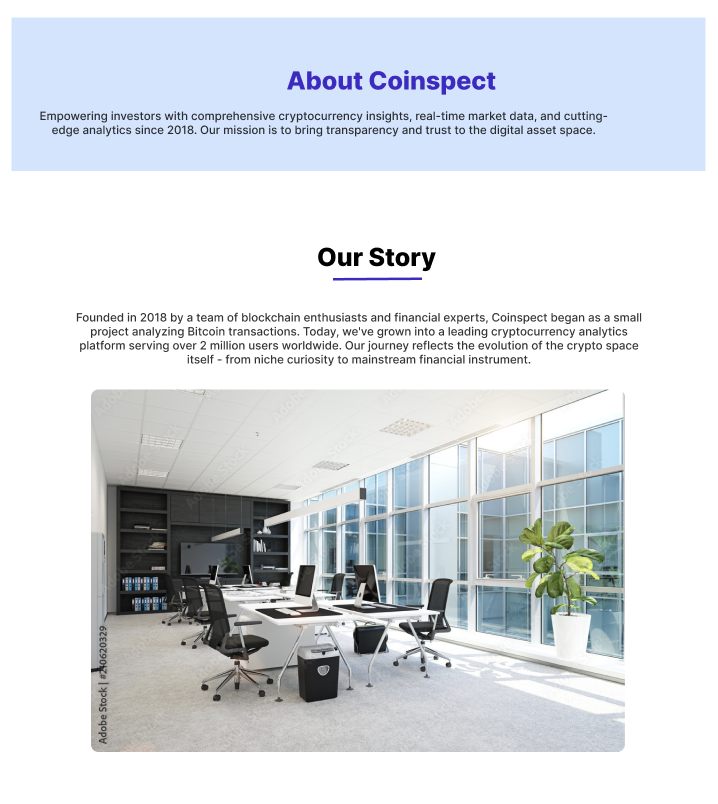 About Coinspect
Empowering investors with comprehensive cryptocurrency insights, real-time market data, and cutting-
edge analytics since 2018. Our mission is to bring transparency and trust to the digital asset space.
Our Story
Founded in 2018 by a team of blockchain enthusiasts and financial experts, Coinspect began as a small
project analyzing Bitcoin transactions. Today, we've grown into a leading cryptocurrency analytics
platform serving over 2 million users worldwide. Our journey reflects the evolution of the crypto space
itself - from niche curiosity to mainstream financial instrument.
Adobe Stock | #240620329